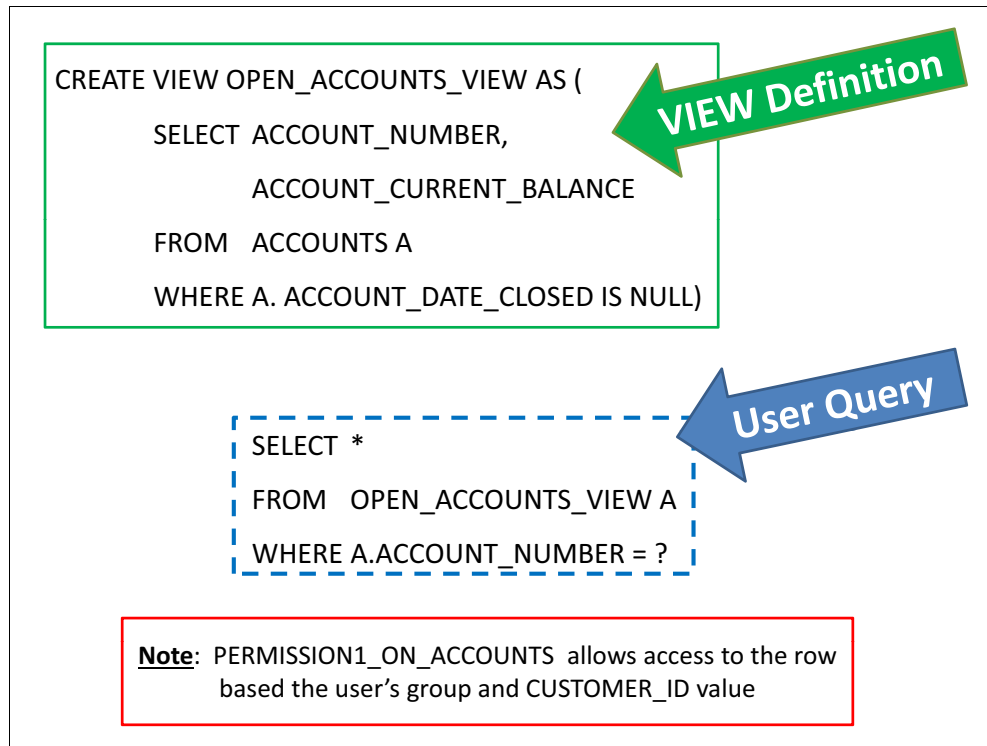 CREATE VIEW OPEN_ACCOUNTS_VIEW AS (
VIEW Definition
SELECT ACCOUNT_NUMBER,
ACCOUNT_CURRENT_BALANCE
FROM ACCOUNTS A
WHERE A. ACCOUNT_DATE_CLOSED IS NULL)
User Query
SELECT *
FROM OPEN_ACCOUNTS_VIEW A
WHERE A.ACCOUNT_NUMBER = ?
Note: PERMISSION1_ON_ACCOUNTS allows access to the row
based the user's group and CUSTOMER_ID value